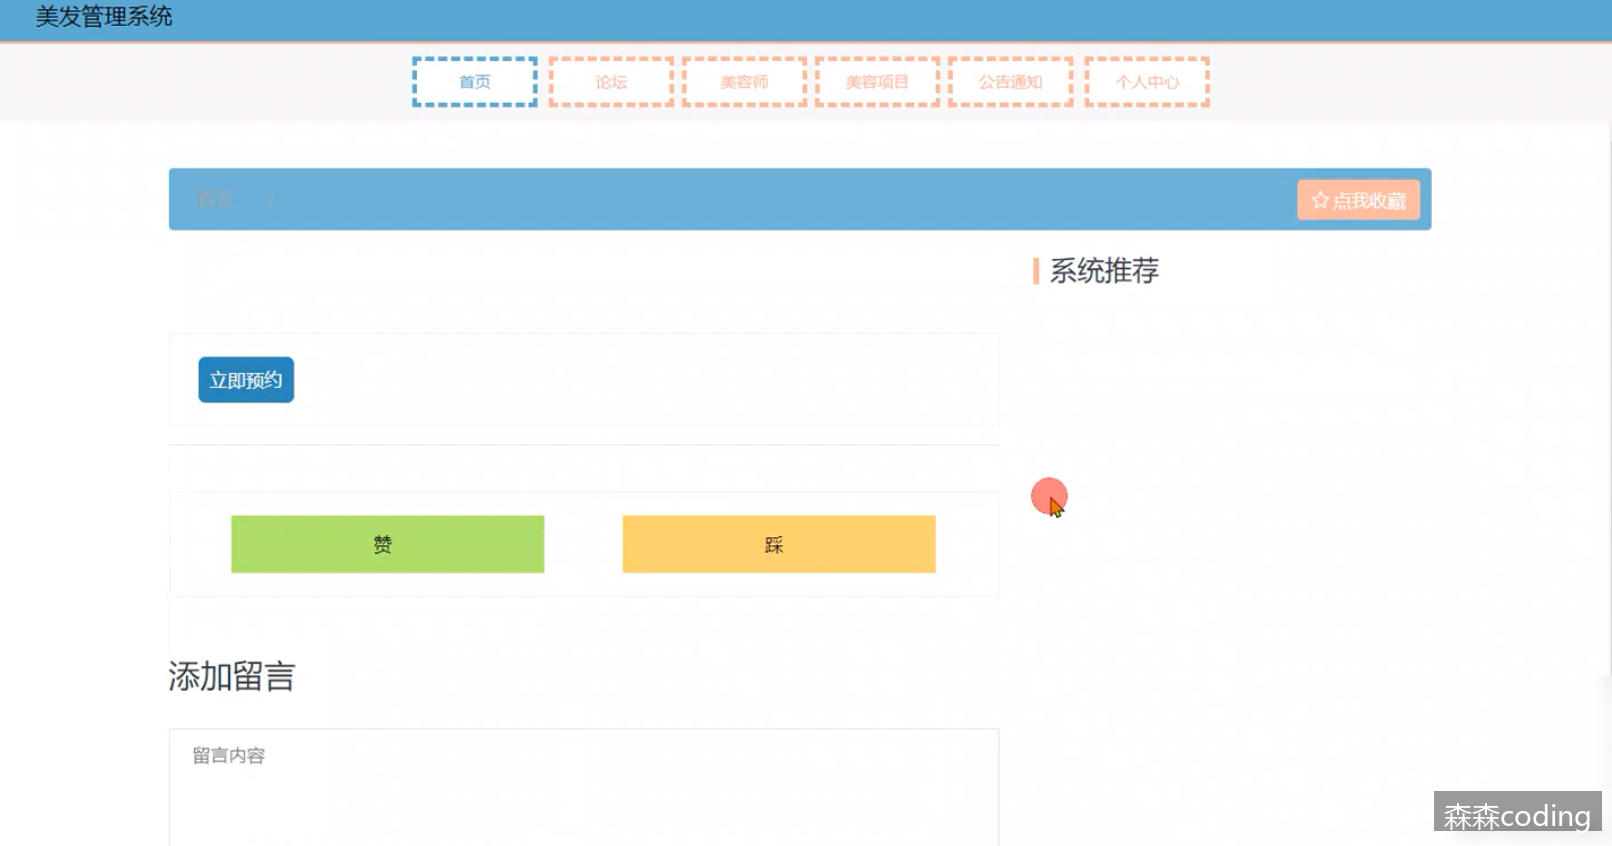 美发管理系统
首页
论坛
美容师
美容项目
公告通知
个人中心
首页 /
点我收藏
系统推荐
立即预约
赞
踩
添加留言
留言内容
森森coding